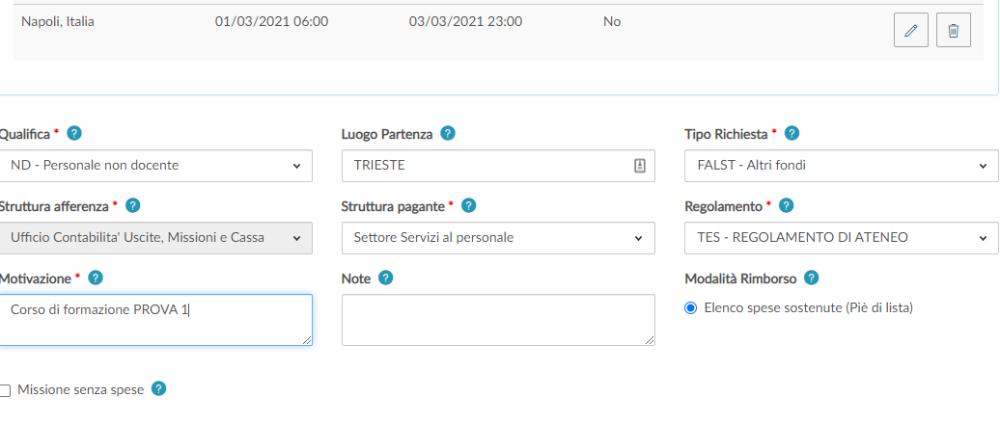 Napoli, Italia 01/03/2021 06:00 03/03/2021 23:00 No
Qualifica * ? Luogo Partenza ? Tipo Richiesta * ?
ND - Personale non docente TRIESTE FALST - Altri fondi
Struttura afferenza * ? Struttura pagante * ? Regolamento * ?
Ufficio Contabilita' Uscite, Missioni e Cassa Settore Servizi al personale TES - REGOLAMENTO DI ATENEO
Motivazione * ? Note ? Modalità Rimborso ?
Corso di formazione PROVA 1 Elenco spese sostenute (Piè di lista)
Missione senza spese ?